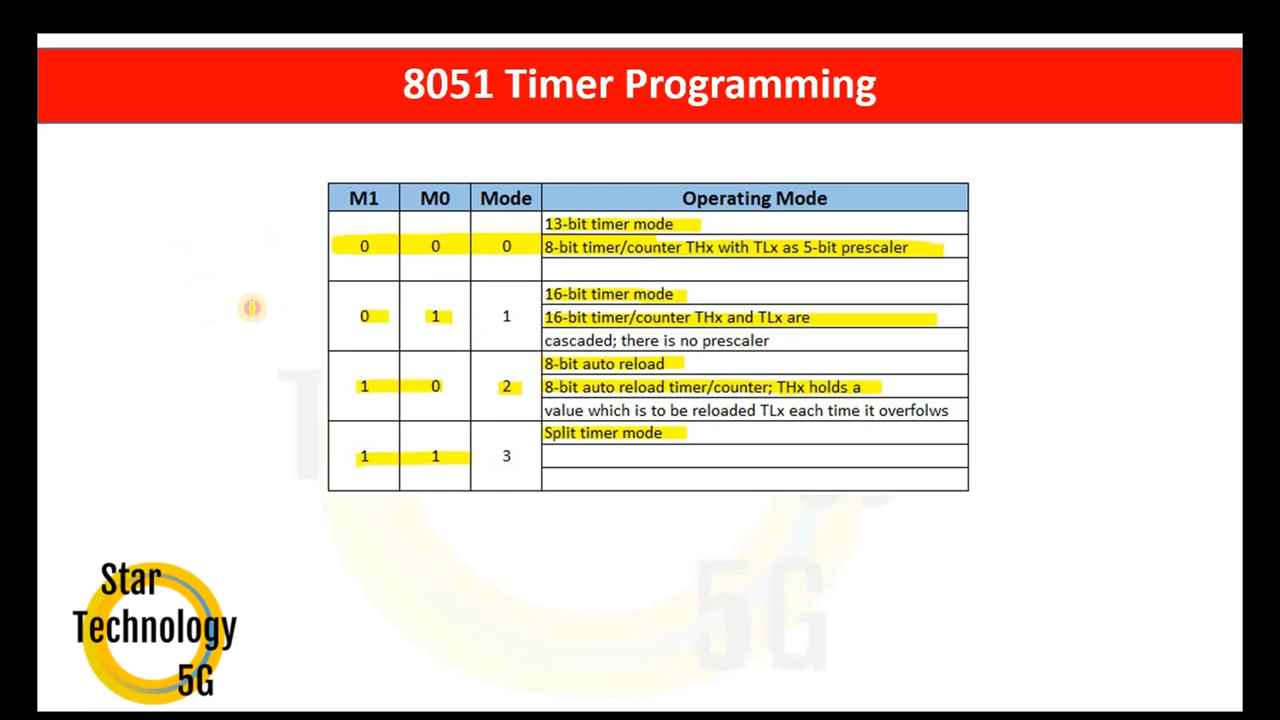 8051 Timer Programming
M1 M0 Mode Operating Mode
13-bit timer mode
0 0 0 8-bit timer/counter THx with TLx as 5-bit prescaler
16-bit timer mode
0 1 1 16-bit timer/counter THx and TLx are
cascaded; there is no prescaler
8-bit auto reload
1 0 2 8-bit auto reload timer/counter; THx holds a
value which is to be reloaded TLx each time it overfolws
Split timer mode
1 1 3
Star
Technology
5G
5G